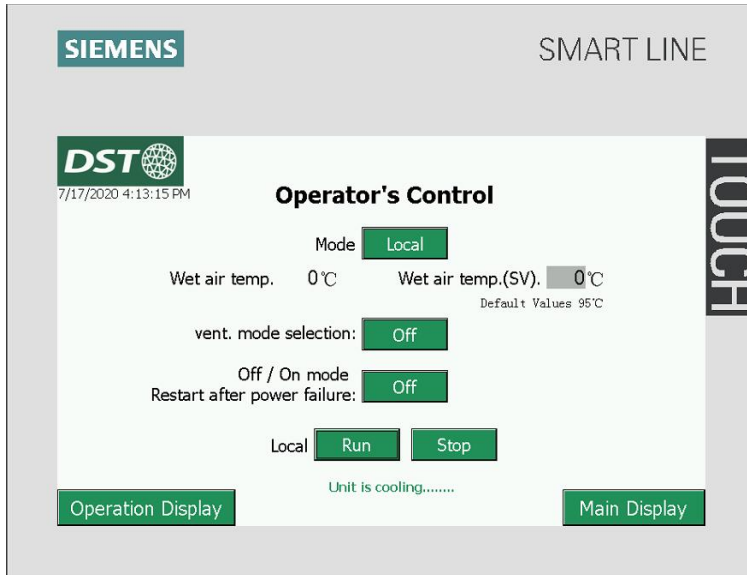 SIEMENS
SMART LINE
TOUCH
DST
7/17/2020 4:13:15 PM
Operator's Control
Mode Local
Wet air temp. 0℃ Wet air temp.(SV). 0℃
Default Values 95℃
vent. mode selection: Off
Off / On mode
Restart after power failure: Off
Local Run Stop
Unit is cooling........
Operation Display Main Display